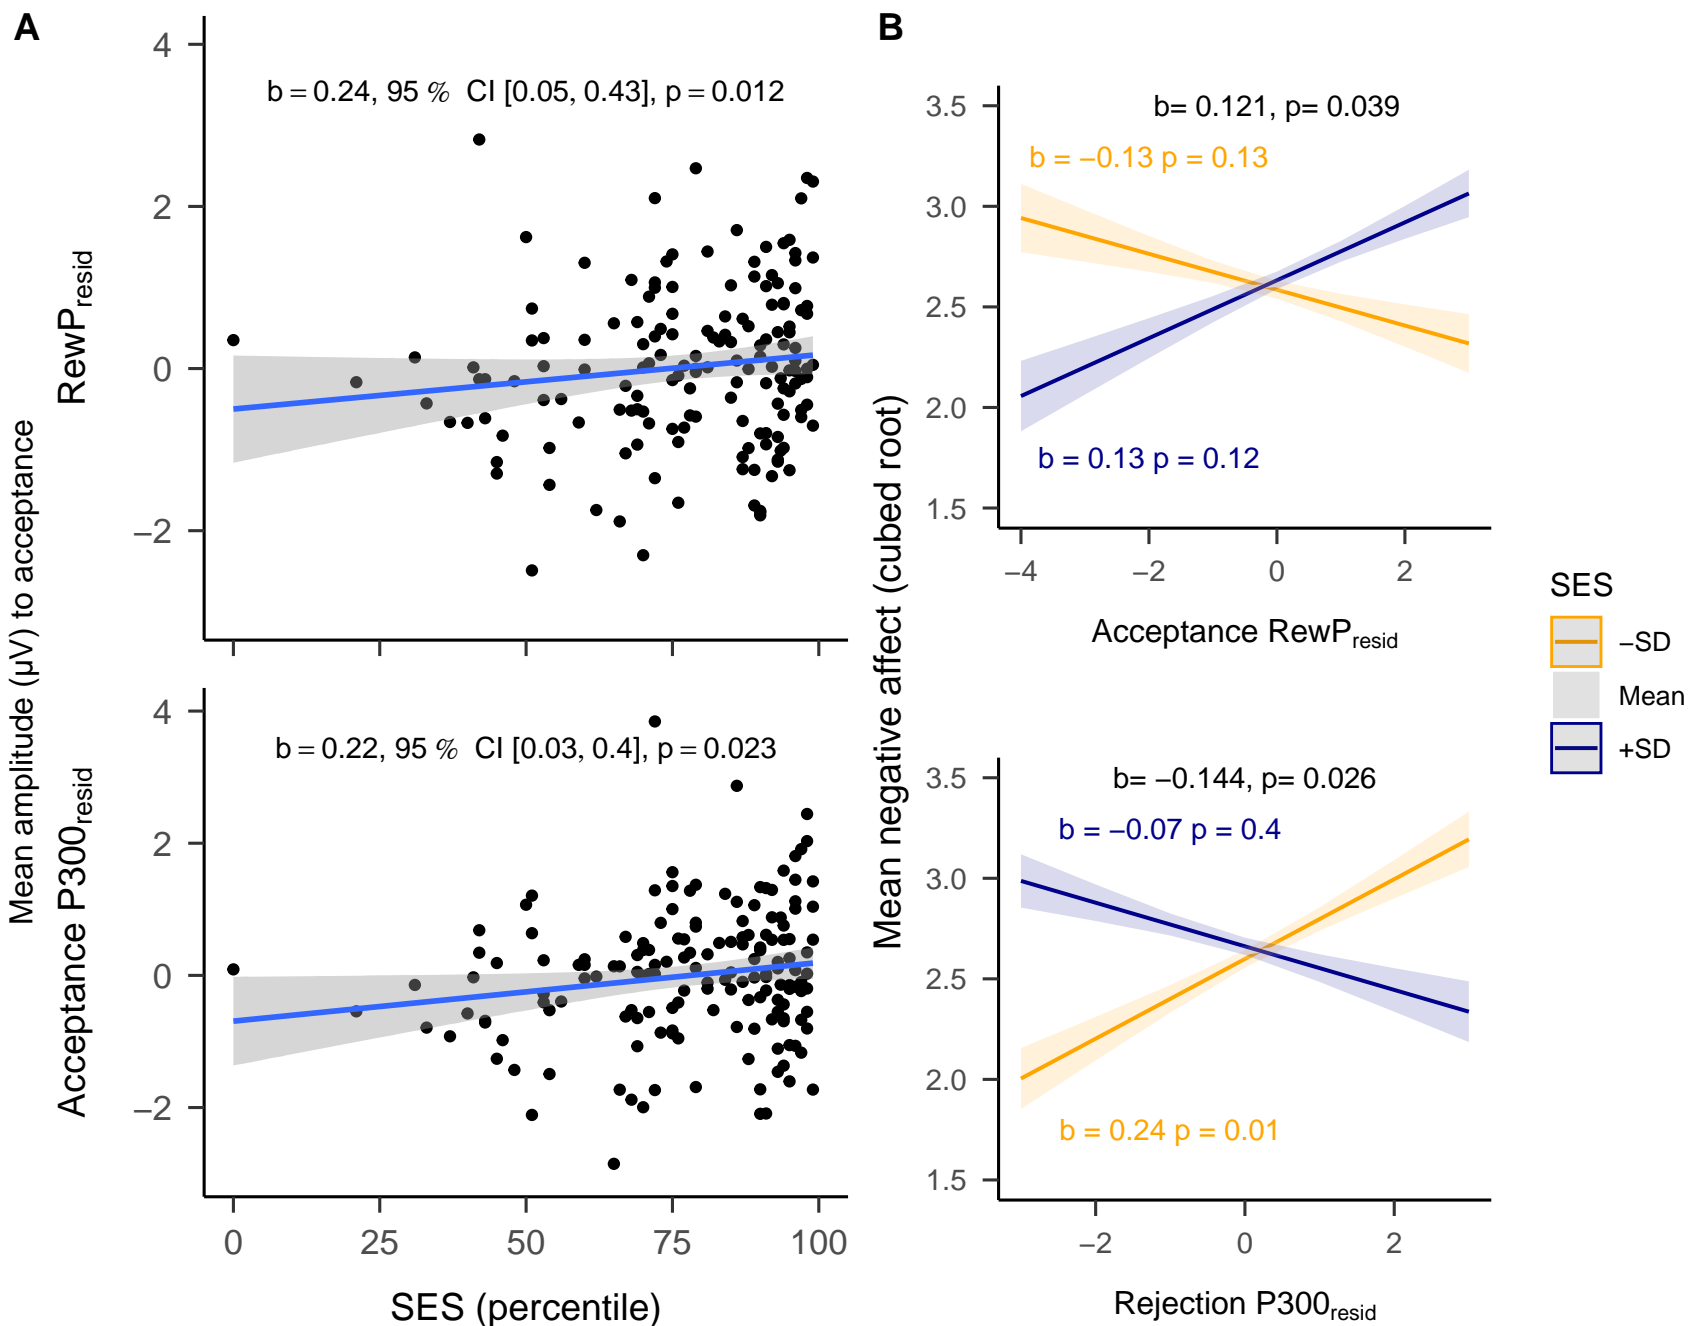 A
Mean amplitude (μV) to acceptance
RewPresid
4
2
0
−2
b = 0.24, 95 % CI [0.05, 0.43], p = 0.012
Acceptance P300resid
4
2
0
−2
b = 0.22, 95 % CI [0.03, 0.4], p = 0.023
0 25 50 75 100
SES (percentile)
B
Mean negative affect (cubed root)
3.5
3.0
2.5
2.0
1.5
b= 0.121, p= 0.039
b = −0.13 p = 0.13
b = 0.13 p = 0.12
−4 −2 0 2
Acceptance RewPresid
3.5
3.0
2.5
2.0
1.5
b= −0.144, p= 0.026
b = −0.07 p = 0.4
b = 0.24 p = 0.01
−2 0 2
Rejection P300resid
SES
−SD
Mean
+SD